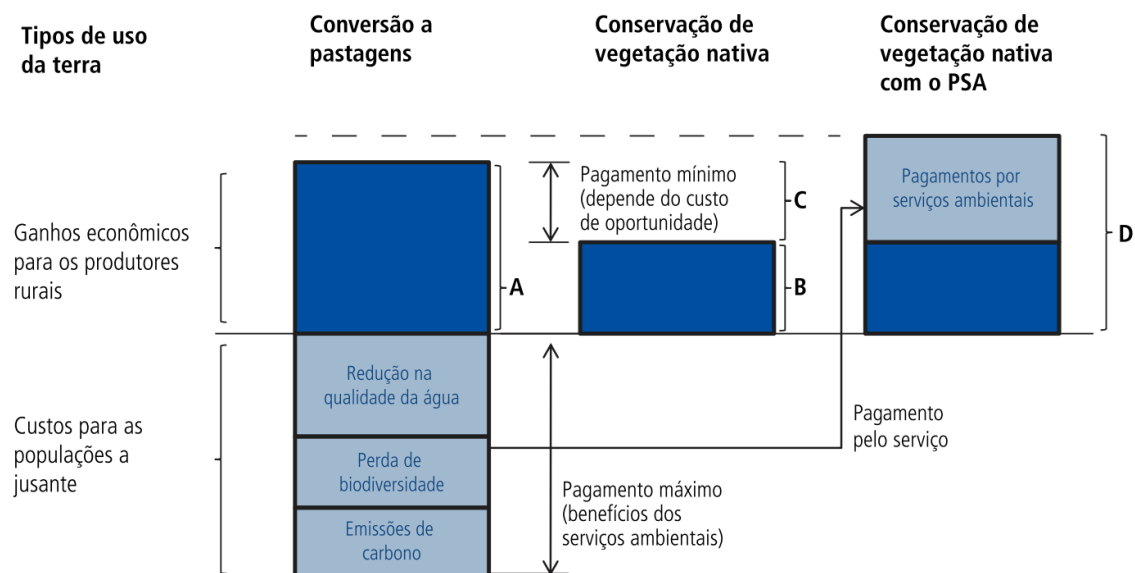 Tipos de uso
da terra
Conversão a
pastagens
Conservação de
vegetação nativa
Conservação de
vegetação nativa
com o PSA
Ganhos econômicos
para os produtores
rurais
A
Pagamento mínimo
(depende do custo
de oportunidade)
C
B
Pagamentos por
serviços ambientais
D
Custos para as
populações a
jusante
Redução na
qualidade da água
Perda de
biodiversidade
Emissões de
carbono
Pagamento máximo
(benefícios dos
serviços ambientais)
Pagamento
pelo serviço